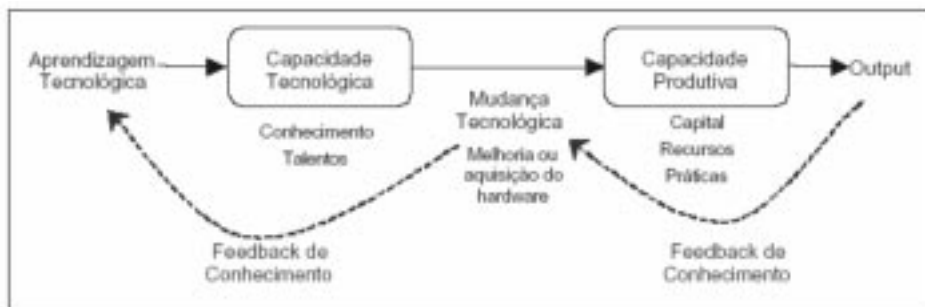 Aprendizagem
Tecnológica
Capacidade
Tecnológica
Conhecimento
Talentos
Mudança
Tecnológica
Melhoria ou
aquisição do
hardware
Capacidade
Produtiva
Capital
Recursos
Práticas
Output
Feedback de
Conhecimento
Feedback de
Conhecimento